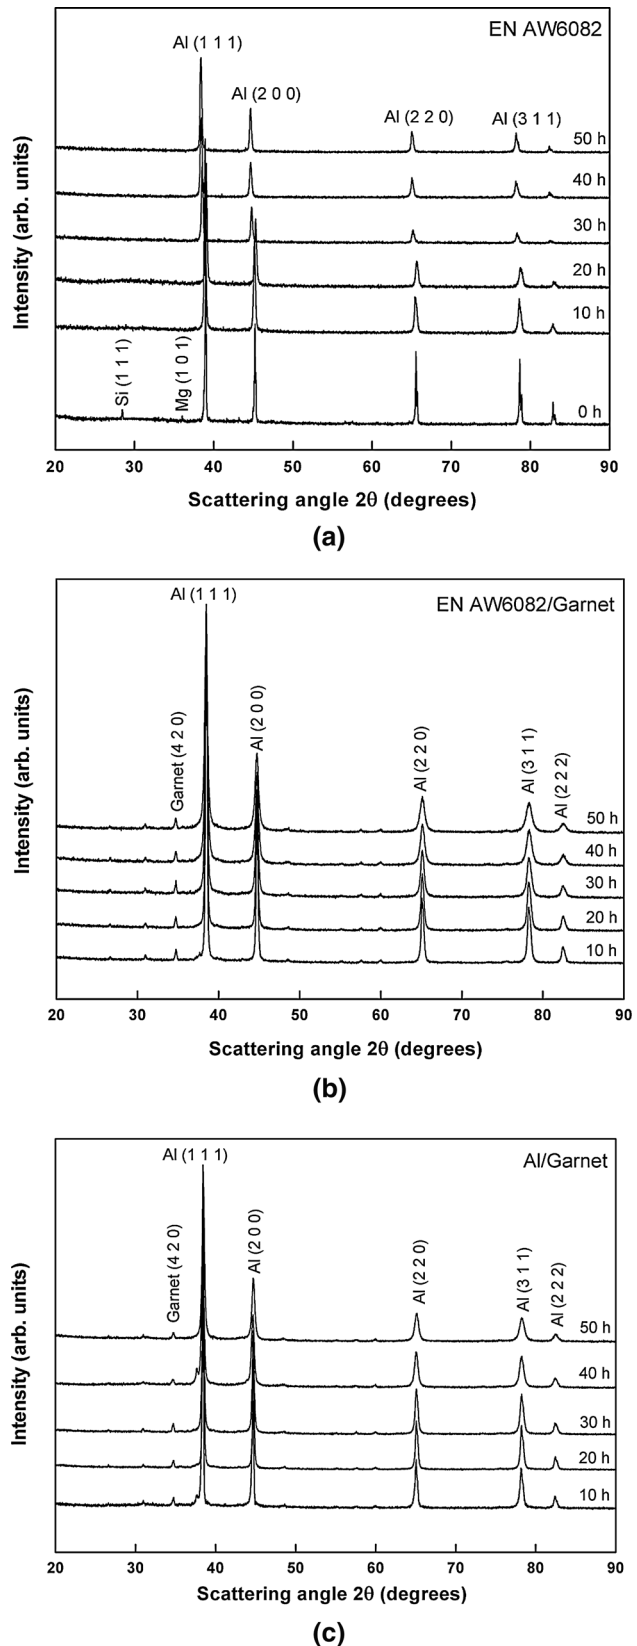 EN AW6082
Al (1 1 1)
Al (2 0 0)
Al (2 2 0)
Al (3 1 1)
50 h
40 h
30 h
20 h
10 h
0 h
Si (1 1 1)
Mg (1 0 1)
Intensity (arb. units)
20 30 40 50 60 70 80 90
Scattering angle 2θ (degrees)
(a)
Al (1 1 1)
EN AW6082/Garnet
Garnet (4 2 0)
Al (2 0 0)
Al (2 2 0)
Al (3 1 1)
Al (2 2 2)
50 h
40 h
30 h
20 h
10 h
Intensity (arb. units)
20 30 40 50 60 70 80 90
Scattering angle 2θ (degrees)
(b)
Al (1 1 1)
Al/Garnet
Garnet (4 2 0)
Al (2 0 0)
Al (2 2 0)
Al (3 1 1)
Al (2 2 2)
50 h
40 h
30 h
20 h
10 h
Intensity (arb. units)
20 30 40 50 60 70 80 90
Scattering angle 2θ (degrees)
(c)